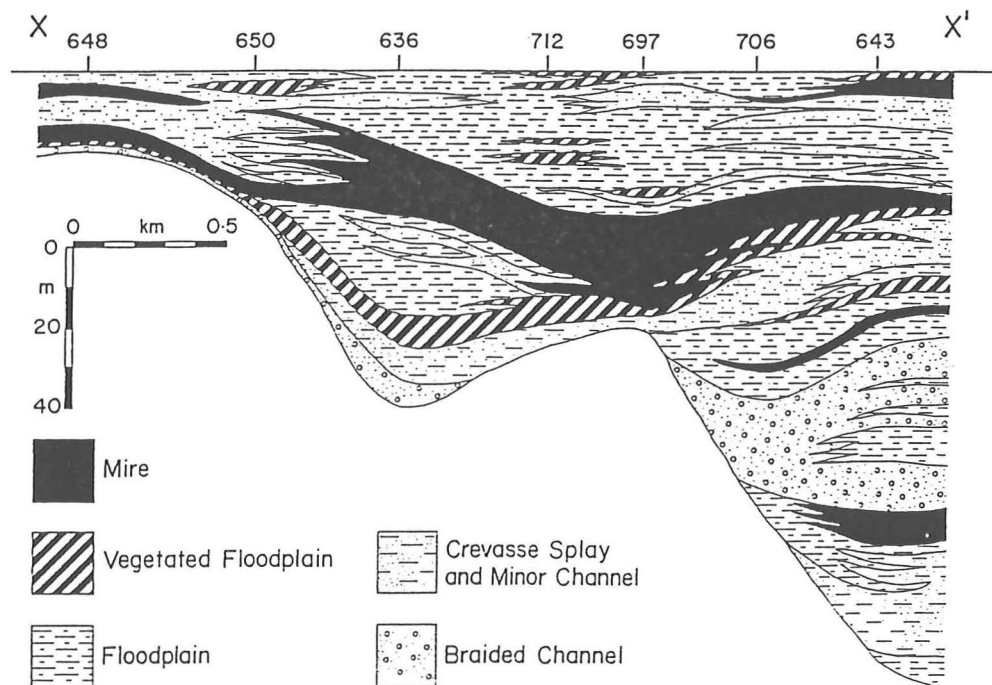 X X'
648 650 636 712 697 706 643
0 km 0·5
0
m
20
40
Mire
Vegetated Floodplain
Floodplain
Crevasse Splay
and Minor Channel
Braided Channel